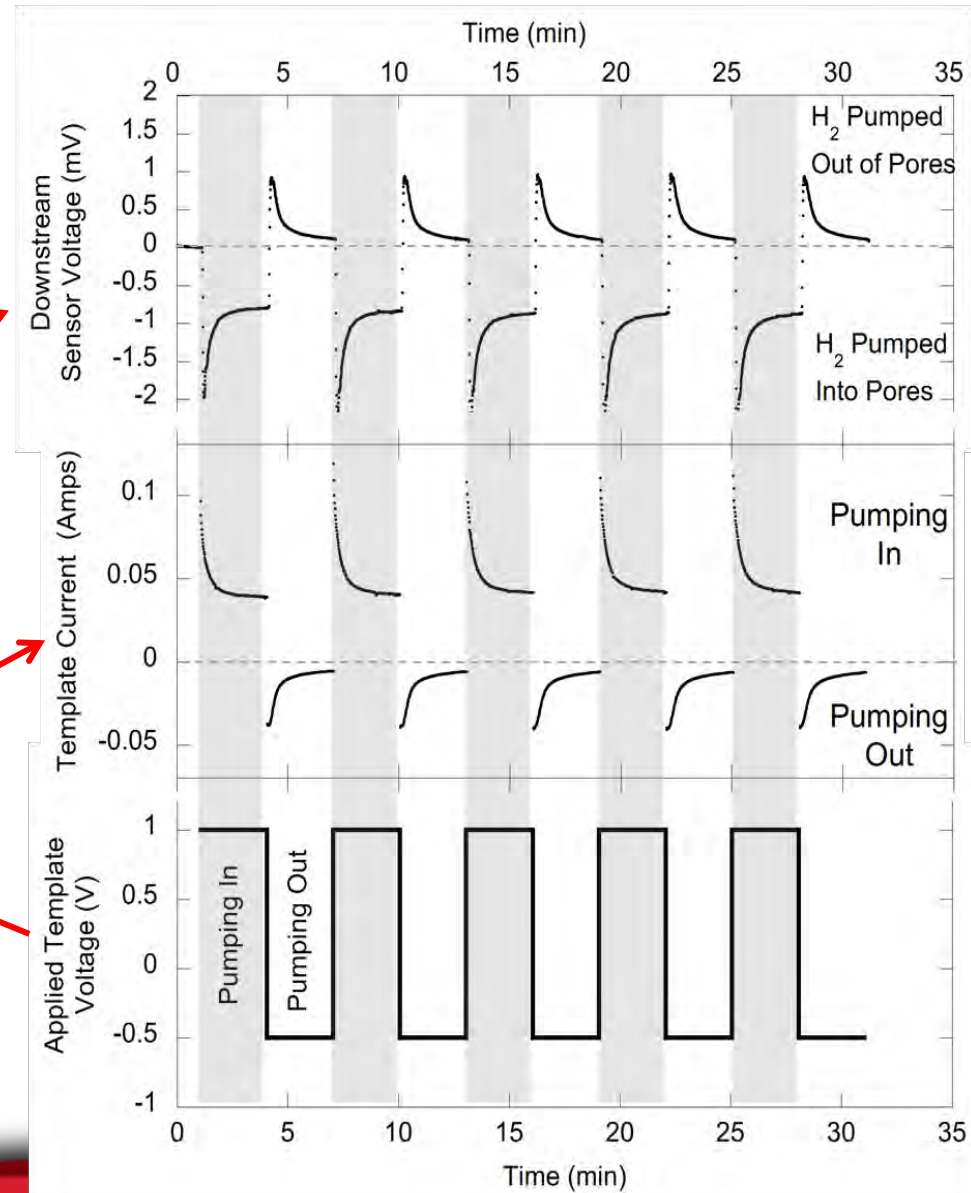 Time (min)
0 5 10 15 20 25 30 35
Downstream
Sensor Voltage (mV)
2
1.5
1
0.5
0
-0.5
-1
-1.5
-2
H2 Pumped
Out of Pores
H2 Pumped
Into Pores
Template Current (Amps)
0.1
0.05
0
-0.05
Pumping
In
Pumping
Out
Applied Template
Voltage (V)
1
0.5
0
-0.5
-1
Pumping In
Pumping Out
0 5 10 15 20 25 30 35
Time (min)